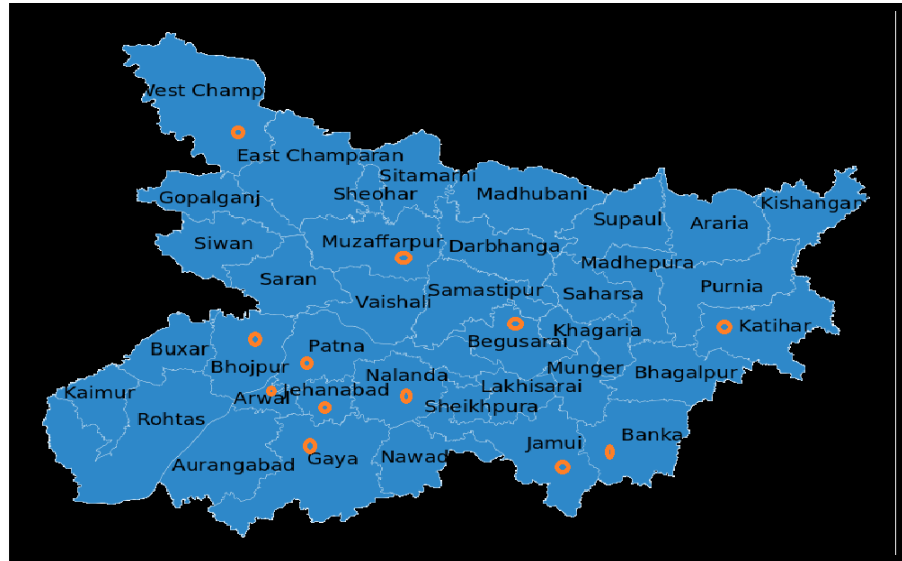 West Champ
East Champaran
Sitamarhi
Gopalganj
Sheohar
Madhubani
Kishangan
Supaul
Araria
Siwan
Muzaffarpur
Darbhanga
Madhepura
Saran
Vaishali
Samastipur
Saharsa
Purnia
Katihar
Khagaria
Begusarai
Patna
Buxar
Bhojpur
Munger
Bhagalpur
Nalanda
Lakhisarai
Kaimur
Arwal
Jehanabad
Sheikhpura
Rohtas
Banka
Jamui
Aurangabad
Gaya
Nawad